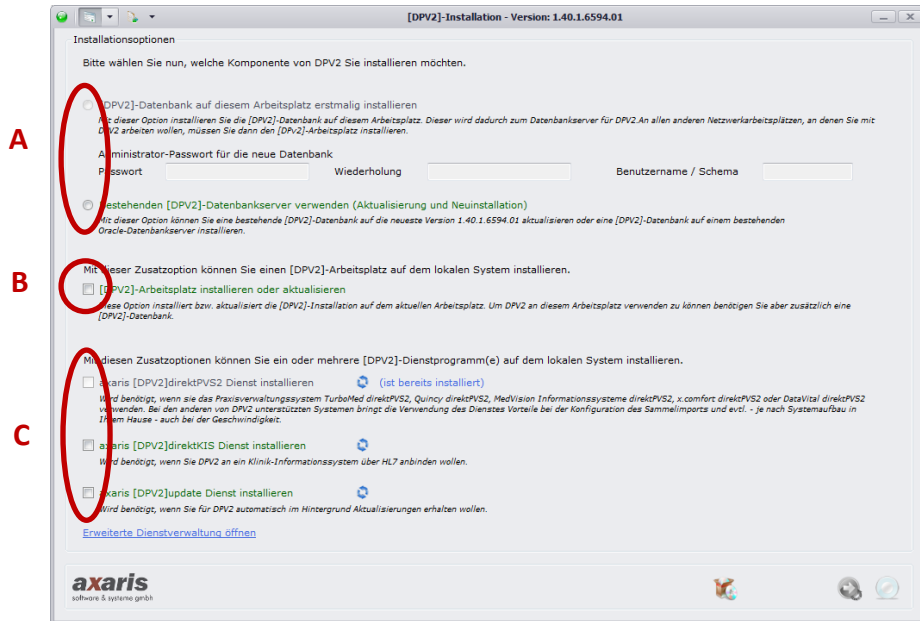 [DPV2]-Installation - Version: 1.40.1.6594.01
Installationsoptionen
Bitte wählen Sie nun, welche Komponente von DPV2 Sie installieren möchten.
A
[DPV2]-Datenbank auf diesem Arbeitsplatz erstmalig installieren
Mit dieser Option installieren Sie die [DPV2]-Datenbank auf diesem Arbeitsplatz. Dieser wird dadurch zum Datenbankserver für DPV2.An allen anderen Netzwerkarbeitsplätzen, an denen Sie mit
DPV2 arbeiten wollen, müssen Sie dann den [DPV2]-Arbeitsplatz installieren.
Administrator-Passwort für die neue Datenbank
Passwort Wiederholung Benutzername / Schema
Bestehenden [DPV2]-Datenbankserver verwenden (Aktualisierung und Neuinstallation)
Mit dieser Option können Sie eine bestehende [DPV2]-Datenbank auf die neueste Version 1.40.1.6594.01 aktualisieren oder eine [DPV2]-Datenbank auf einem bestehenden
Oracle-Datenbankserver installieren.
Mit dieser Zusatzoption können Sie einen [DPV2]-Arbeitsplatz auf dem lokalen System installieren.
B
[DPV2]-Arbeitsplatz installieren oder aktualisieren
Diese Option installiert bzw. aktualisiert die [DPV2]-Installation auf dem aktuellen Arbeitsplatz. Um DPV2 an diesem Arbeitsplatz verwenden zu können benötigen Sie aber zusätzlich eine
[DPV2]-Datenbank.
Mit diesen Zusatzoptionen können Sie ein oder mehrere [DPV2]-Dienstprogramm(e) auf dem lokalen System installieren.
axaris [DPV2]direktPVS2 Dienst installieren (ist bereits installiert)
Wird benötigt, wenn sie das Praxisverwaltungssystem TurboMed direktPVS2, Quincy direktPVS2, MedVision Informationssysteme direktPVS2, x.comfort direktPVS2 oder DataVital direktPVS2
verwenden. Bei den anderen von DPV2 unterstützten Systemen bringt die Verwendung des Dienstes Vorteile bei der Konfiguration des Sammelimports und evtl. - je nach Systemaufbau in
Ihrem Hause - auch bei der Geschwindigkeit.
C
axaris [DPV2]direktKIS Dienst installieren
Wird benötigt, wenn Sie DPV2 an ein Klinik-Informationssystem über HL7 anbinden wollen.
axaris [DPV2]update Dienst installieren
Wird benötigt, wenn Sie für DPV2 automatisch im Hintergrund Aktualisierungen erhalten wollen.
Erweiterte Dienstverwaltung öffnen
axaris
software & systeme gmbh